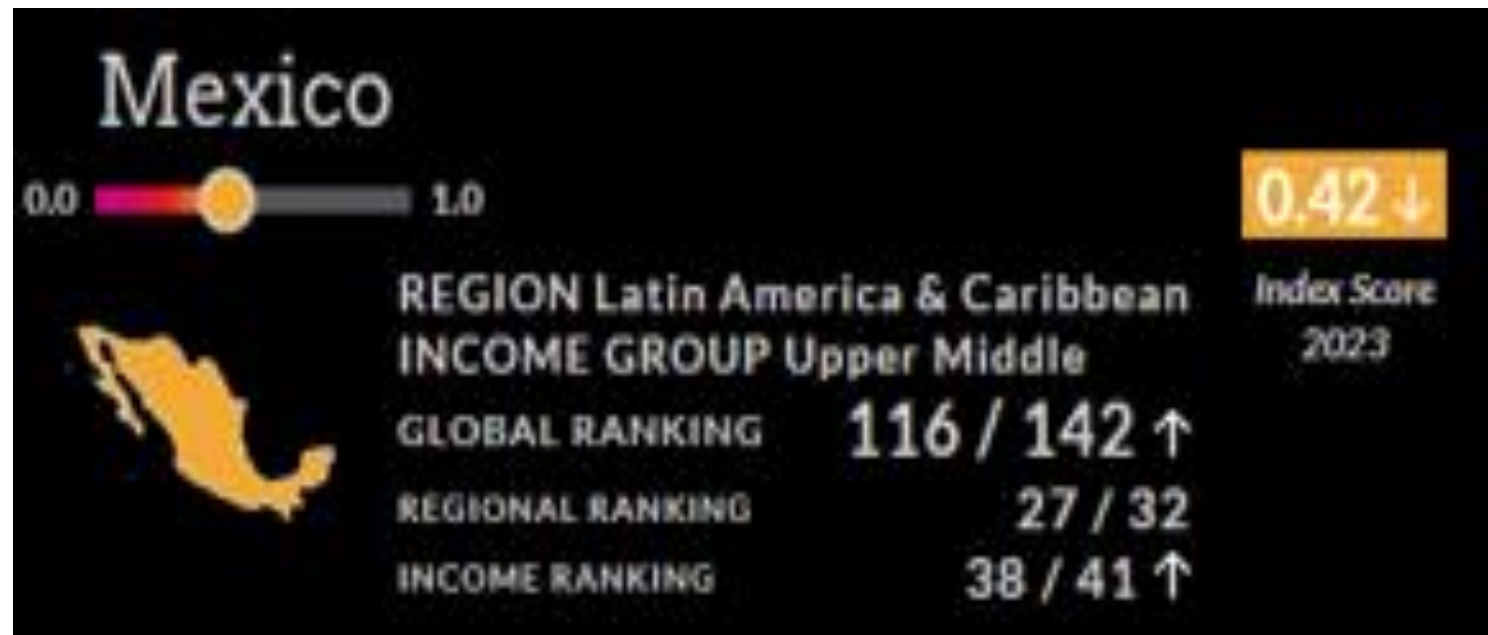 Mexico
0.0 1.0
0.42 ↓
Index Score
2023
REGION Latin America & Caribbean
INCOME GROUP Upper Middle
GLOBAL RANKING 116 / 142 ↑
REGIONAL RANKING 27 / 32
INCOME RANKING 38 / 41 ↑